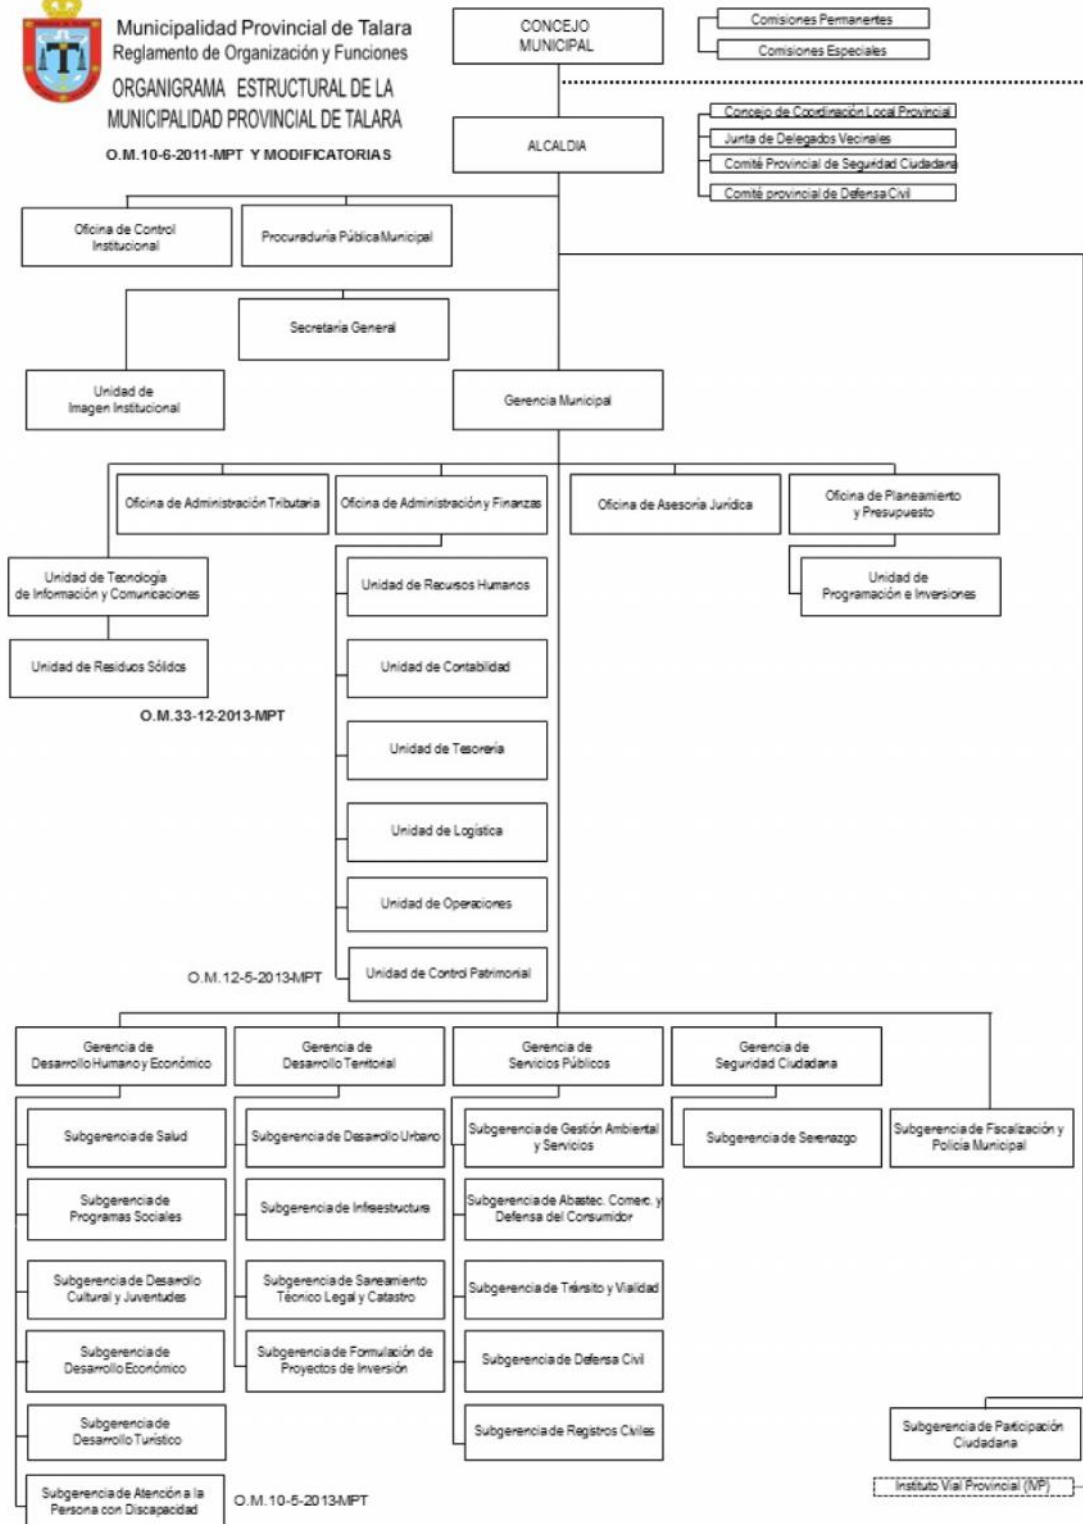 Municipalidad Provincial de Talara
Reglamento de Organización y Funciones
ORGANIGRAMA ESTRUCTURAL DE LA
MUNICIPALIDAD PROVINCIAL DE TALARA
O.M.10-6-2011-MPT Y MODIFICATORIAS
CONCEJO
MUNICIPAL
Comisiones Permanentes
Comisiones Especiales
ALCALDIA
Concejo de Coordinación Local Provincial
Junta de Delegados Vecinales
Comité Provincial de Seguridad Ciudadana
Comité provincial de Defensa Civil
Oficina de Control
Institucional
Procuraduría Pública Municipal
Secretaría General
Unidad de
Imagen Institucional
Gerencia Municipal
Oficina de Administración Tributaria
Oficina de Administración y Finanzas
Oficina de Asesoría Jurídica
Oficina de Planeamiento
y Presupuesto
Unidad de Tecnología
de Información y Comunicaciones
Unidad de Recursos Humanos
Unidad de
Programación e Inversiones
Unidad de Residuos Sólidos
Unidad de Contabilidad
O.M.33-12-2013-MPT
Unidad de Tesorería
Unidad de Logística
Unidad de Operaciones
O.M.12-5-2013-MPT
Unidad de Control Patrimonial
Gerencia de
Desarrollo Humano y Económico
Gerencia de
Desarrollo Territorial
Gerencia de
Servicios Públicos
Gerencia de
Seguridad Ciudadana
Subgerencia de Salud
Subgerencia de Desarrollo Urbano
Subgerencia de Gestión Ambiental
y Servicios
Subgerencia de Serenazgo
Subgerencia de Fiscalización y
Policía Municipal
Subgerencia de
Programas Sociales
Subgerencia de Infraestructura
Subgerencia de Abastec. Comerc. y
Defensa del Consumidor
Subgerencia de Desarrollo
Cultural y Juventudes
Subgerencia de Saneamiento
Técnico Legal y Catastro
Subgerencia de Tránsito y Vialidad
Subgerencia de
Desarrollo Económico
Subgerencia de Formulación de
Proyectos de Inversión
Subgerencia de Defensa Civil
Subgerencia de
Desarrollo Turístico
Subgerencia de Registros Civiles
Subgerencia de Participación
Ciudadana
Subgerencia de Atención a la
Persona con Discapacidad
O.M.10-5-2013-MPT
Instituto Vial Provincial (IVP)